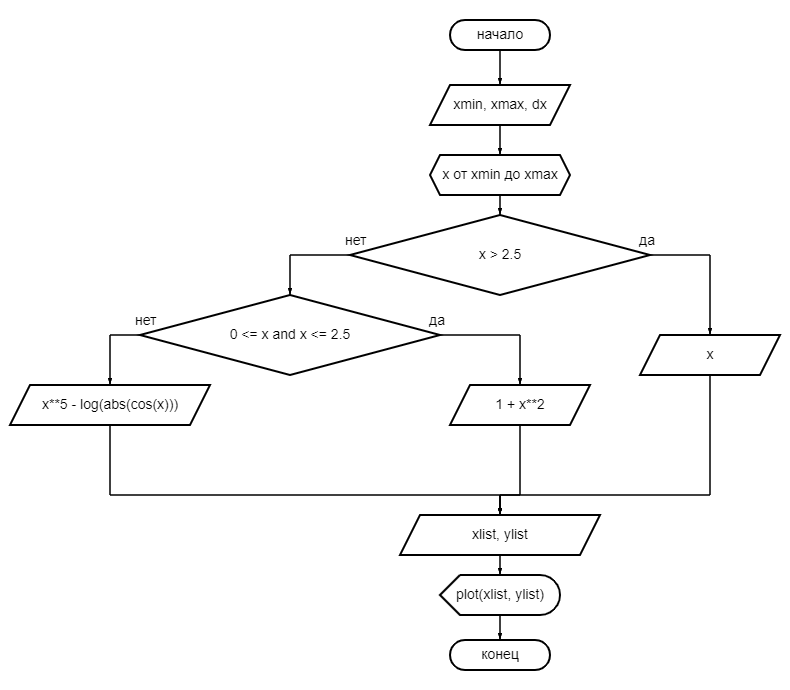 начало
xmin, xmax, dx
x от xmin до xmax
x > 2.5
нет
да
0 <= x and x <= 2.5
нет
да
x
x**5 - log(abs(cos(x)))
1 + x**2
xlist, ylist
plot(xlist, ylist)
конец